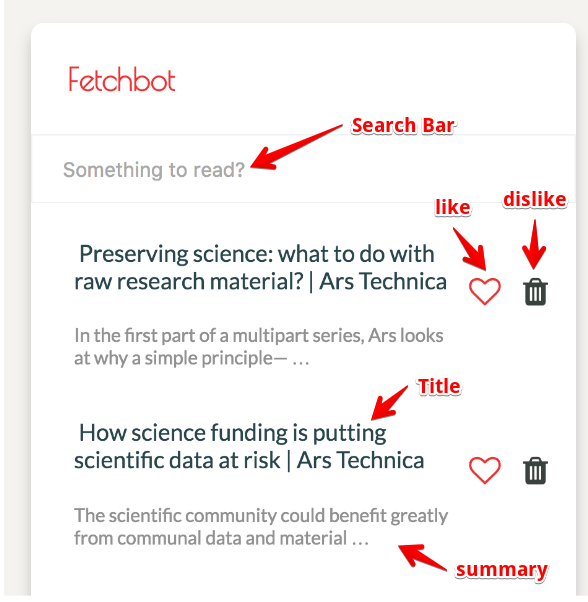 Fetchbot
Search Bar
Something to read?
like
dislike
Preserving science: what to do with
raw research material? | Ars Technica
In the first part of a multipart series, Ars looks
at why a simple principle— …
Title
How science funding is putting
scientific data at risk | Ars Technica
The scientific community could benefit greatly
from communal data and material …
summary